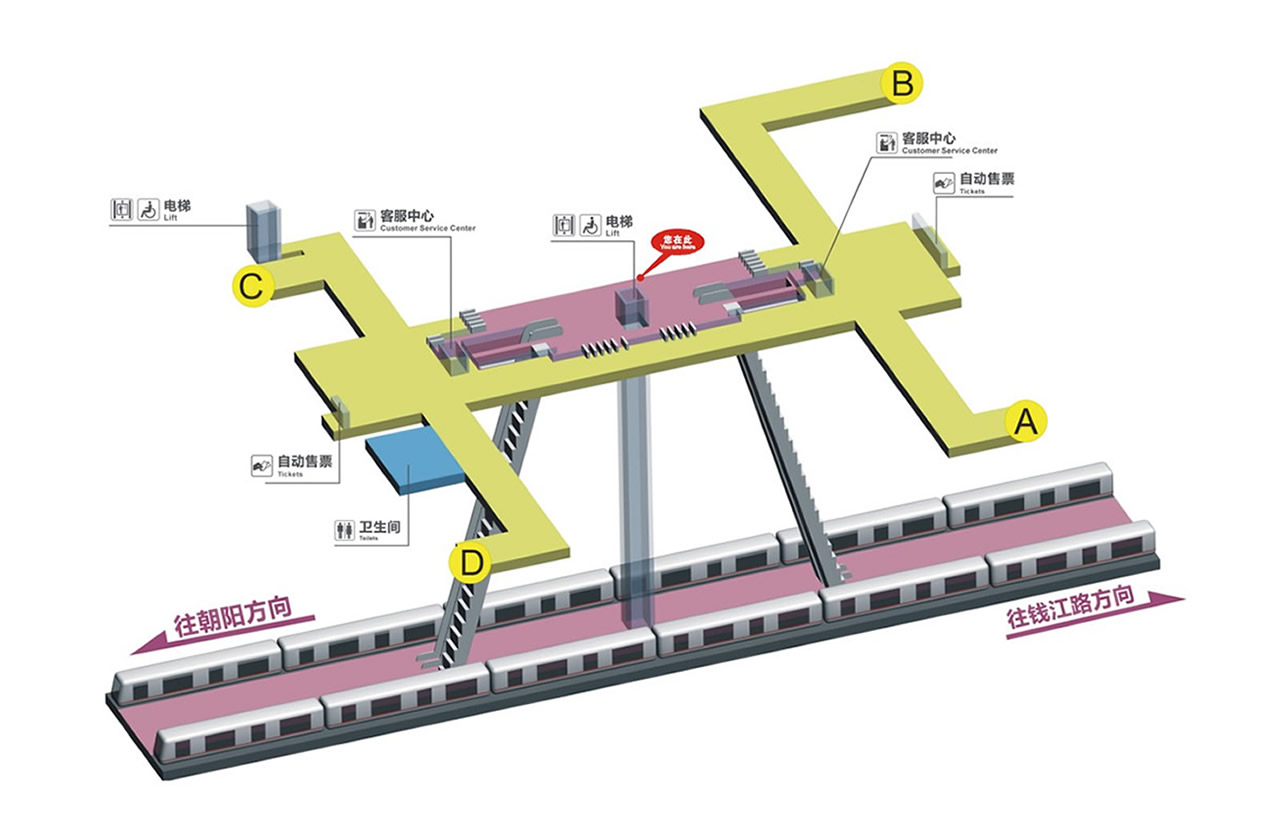 B
客服中心
Customer Service Center
自动售票
Tickets
电梯
Lift
客服中心
Customer Service Center
电梯
Lift
您在此
You are here
C
A
自动售票
Tickets
卫生间
Toilets
D
往朝阳方向
往钱江路方向